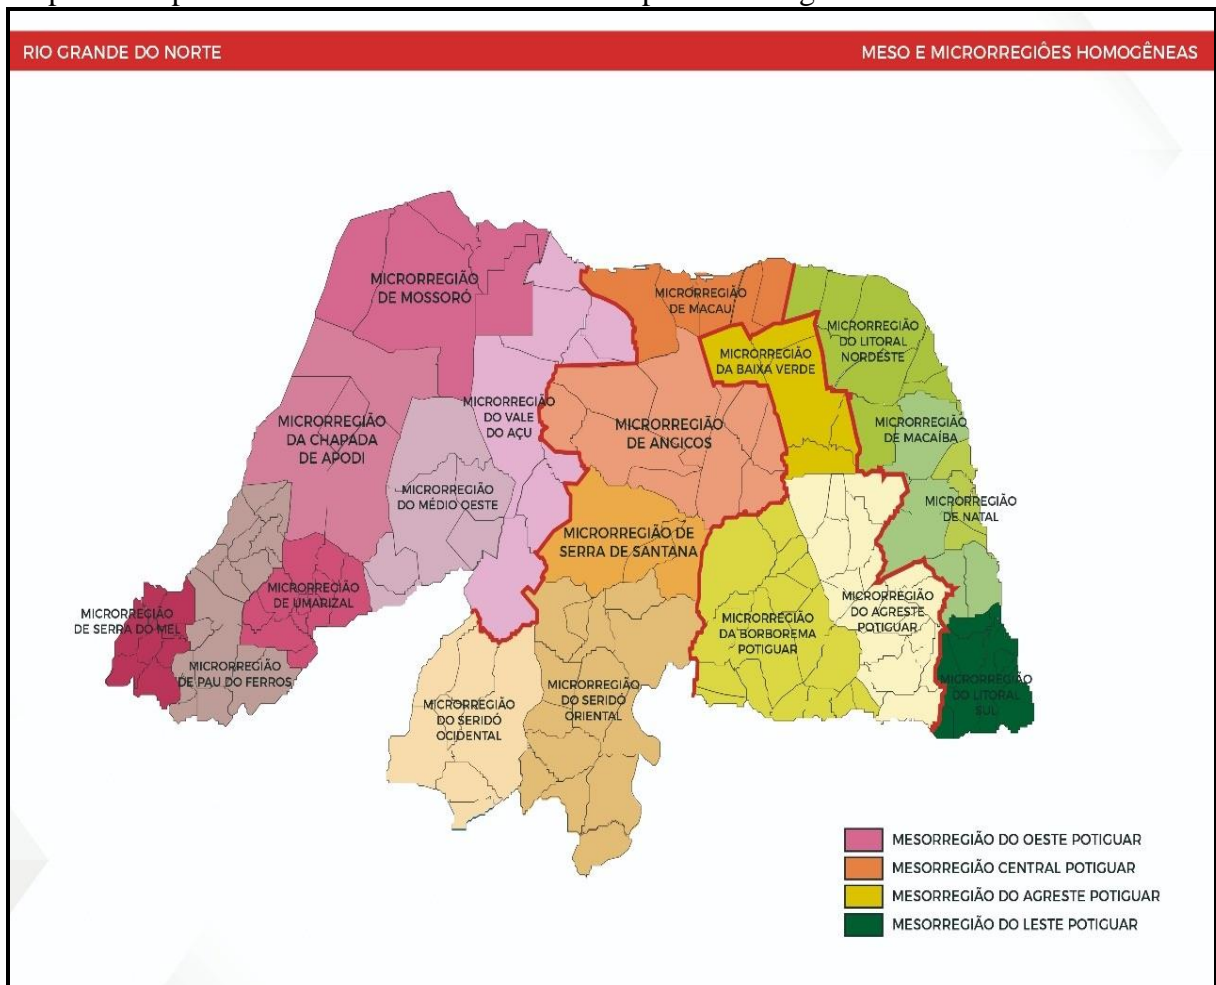 RIO GRANDE DO NORTE
MESO E MICRORREGIÕES HOMOGÊNEAS
MICRORREGIÃO
DE MOSSORÓ
MICRORREGIÃO
DE MACAU
MICRORREGIÃO
DO LITORAL
NORDESTE
MICRORREGIÃO
DA BAIXA VERDE
MICRORREGIÃO
DO VALE
DO AÇU
MICRORREGIÃO
DA CHAPADA
DE APODI
MICRORREGIÃO
DE ANGICOS
MICRORREGIÃO
DE MACAÍBA
MICRORREGIÃO
DO MÉDIO OESTE
MICRORREGIÃO
DE NATAL
MICRORREGIÃO DE
SERRA DE SANTANA
MICRORREGIÃO
DE UMARIZAL
MICRORREGIÃO
DO AGRESTE
POTIGUAR
MICRORREGIÃO
DE SERRA DO MEL
MICRORREGIÃO
DA BORBOREMA
POTIGUAR
MICRORREGIÃO
DE PAU DO FERROS
MICRORREGIÃO
DO SERIDÓ
ORIENTAL
MICRORREGIÃO
DO LITORAL
SUL
MICRORREGIÃO
DO SERIDÓ
OCIDENTAL
MESORREGIÃO DO OESTE POTIGUAR
MESORREGIÃO CENTRAL POTIGUAR
MESORREGIÃO DO AGRESTE POTIGUAR
MESORREGIÃO DO LESTE POTIGUAR